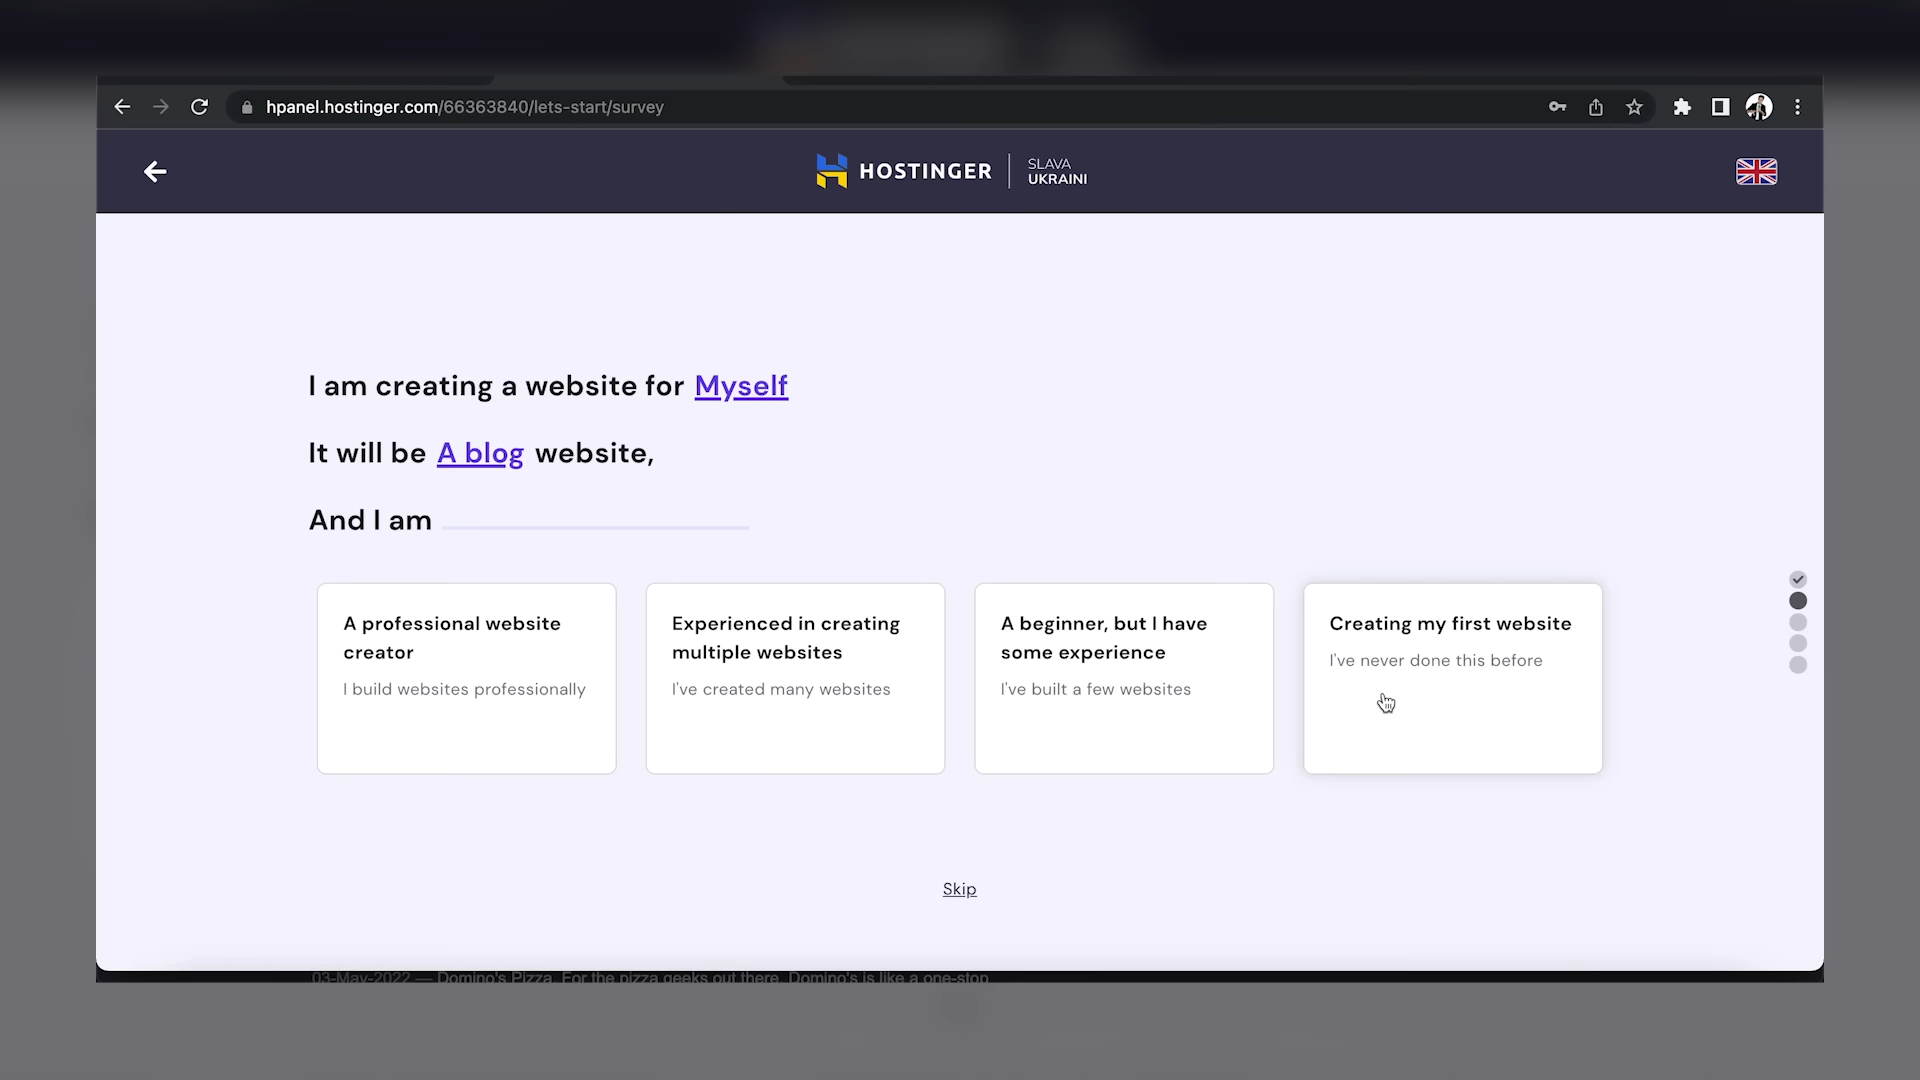 hpanel.hostinger.com/66363840/lets-start/survey
HOSTINGER
SLAVA
UKRAINI
I am creating a website for Myself
It will be A blog website,
And I am
A professional website
creator
I build websites professionally
Experienced in creating
multiple websites
I've created many websites
A beginner, but I have
some experience
I've built a few websites
Creating my first website
I've never done this before
Skip
03-May-2022 — Domino's Pizza. For the pizza geeks out there, Domino's is like a one-stop